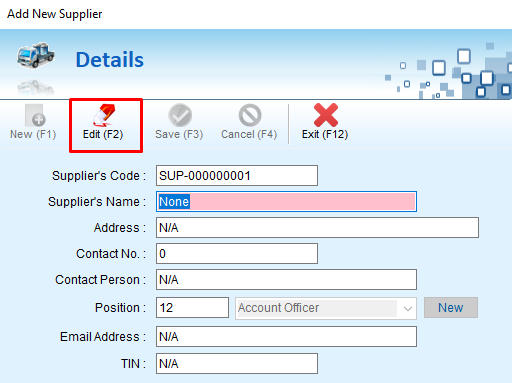 Add New Supplier
Details
New (F1) Edit (F2) Save (F3) Cancel (F4) Exit (F12)
Supplier's Code : SUP-000000001
Supplier's Name : None
Address : N/A
Contact No. : 0
Contact Person : N/A
Position : 12 Account Officer New
Email Address : N/A
TIN : N/A